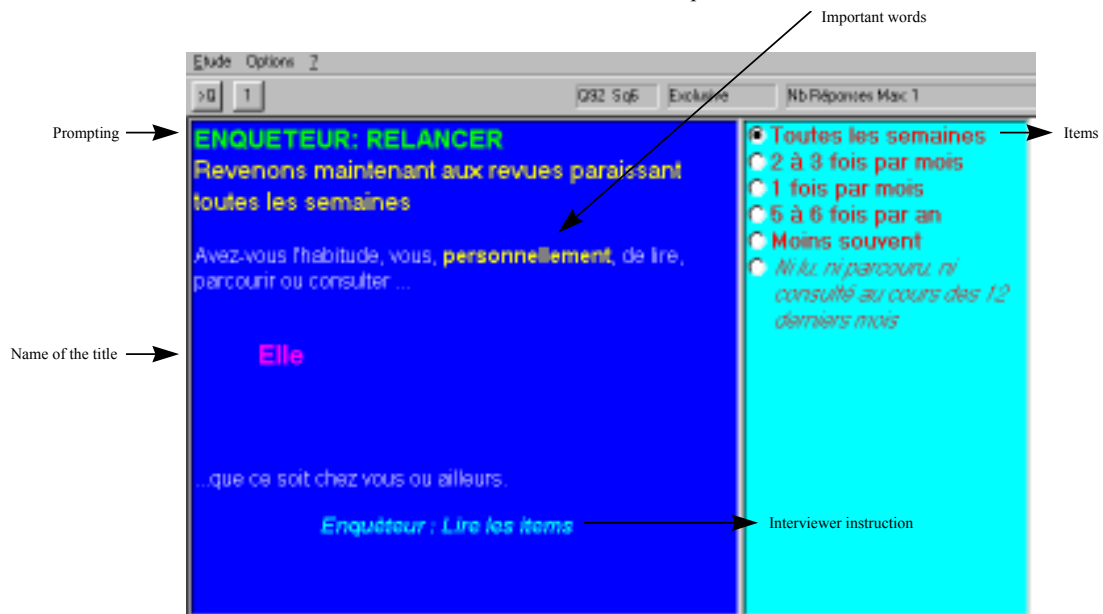 Important words
Etude Options ?
>Q 1 Q92 Sq6 Exclusive Nb Réponses Max: 1
Prompting
ENQUETEUR: RELANCER
Revenons maintenant aux revues paraissant
toutes les semaines
Avez-vous l'habitude, vous, personnellement, de lire,
parcourir ou consulter ...
Name of the title
Elle
...que ce soit chez vous ou ailleurs.
Enquêteur : Lire les items
Interviewer instruction
Toutes les semaines
Items
2 à 3 fois par mois
1 fois par mois
5 à 6 fois par an
Moins souvent
Ni lu, ni parcouru, ni
consulté au cours des 12
derniers mois